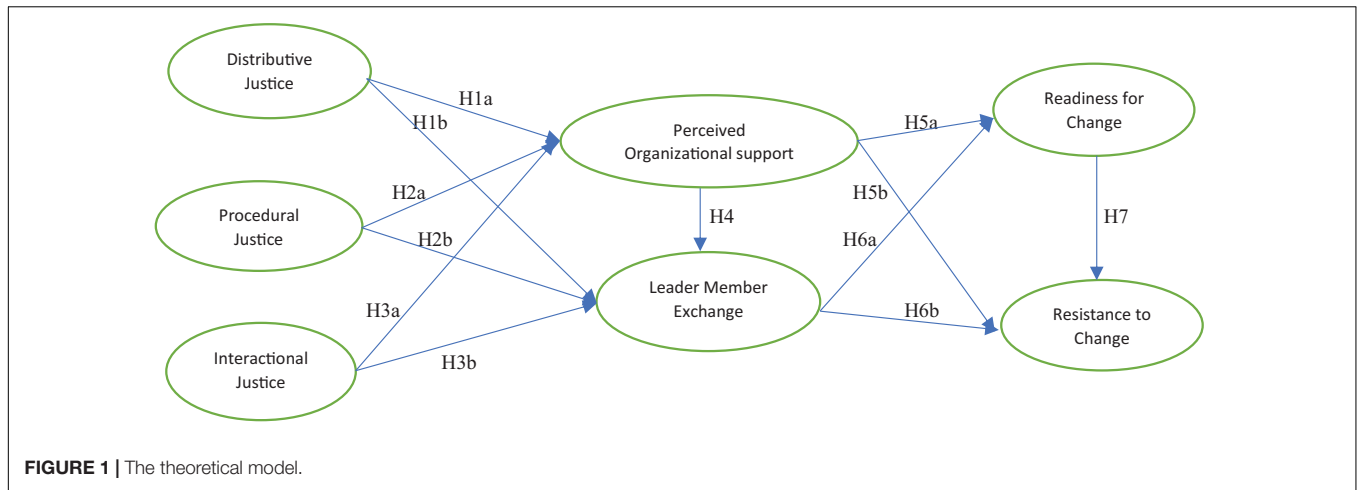 Distributive
Justice
H1a
H1b
Perceived
Organizational support
Readiness for
Change
H5a
H2a
H5b
Procedural
Justice
H4
H7
H2b
H6a
Leader Member
Exchange
H3a
H6b
Resistance to
Change
Interactional
Justice
H3b
FIGURE 1 | The theoretical model.